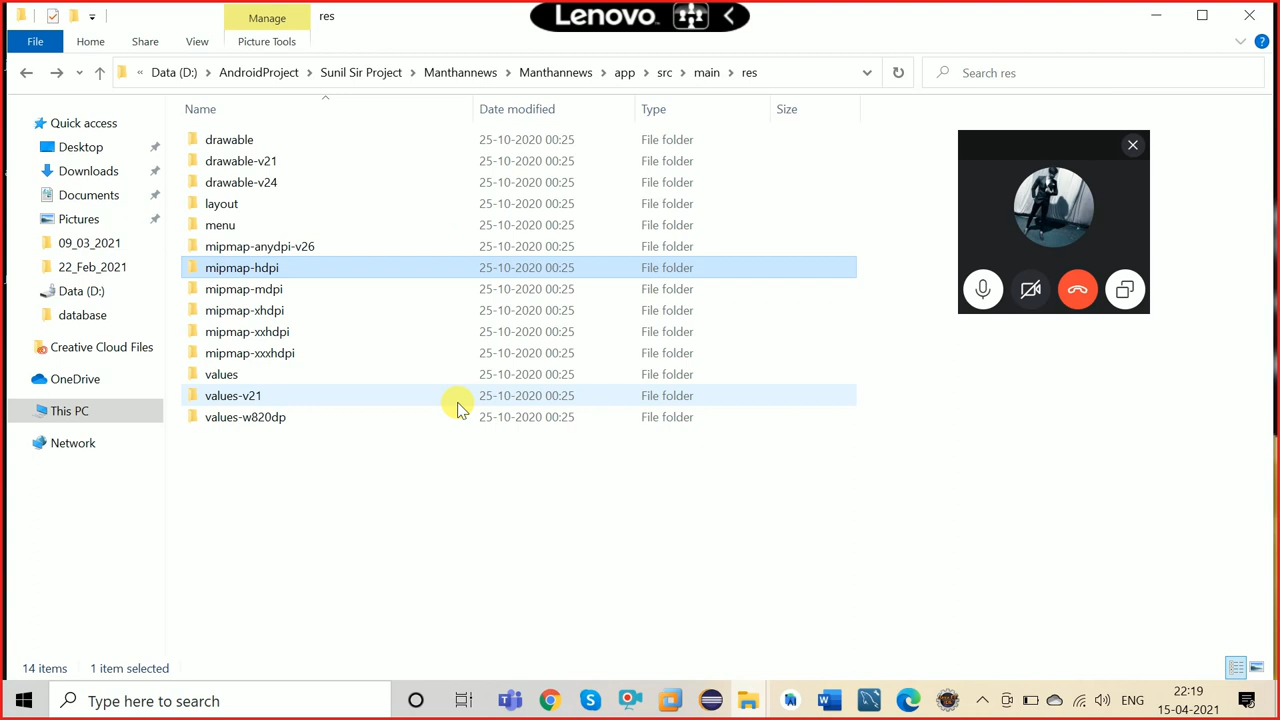 Manage
res
Lenovo
File
Home
Share
View
Picture Tools
« Data (D:) > AndroidProject > Sunil Sir Project > Manthannews > Manthannews > app > src > main > res
Search res
Name
Date modified
Type
Size
Quick access
Desktop
Downloads
Documents
Pictures
09_03_2021
22_Feb_2021
Data (D:)
database
Creative Cloud Files
OneDrive
This PC
Network
drawable 25-10-2020 00:25 File folder
drawable-v21 25-10-2020 00:25 File folder
drawable-v24 25-10-2020 00:25 File folder
layout 25-10-2020 00:25 File folder
menu 25-10-2020 00:25 File folder
mipmap-anydpi-v26 25-10-2020 00:25 File folder
mipmap-hdpi 25-10-2020 00:25 File folder
mipmap-mdpi 25-10-2020 00:25 File folder
mipmap-xhdpi 25-10-2020 00:25 File folder
mipmap-xxhdpi 25-10-2020 00:25 File folder
mipmap-xxxhdpi 25-10-2020 00:25 File folder
values 25-10-2020 00:25 File folder
values-v21 25-10-2020 00:25 File folder
values-w820dp 25-10-2020 00:25 File folder
14 items
1 item selected
Type here to search
ENG
22:19
15-04-2021